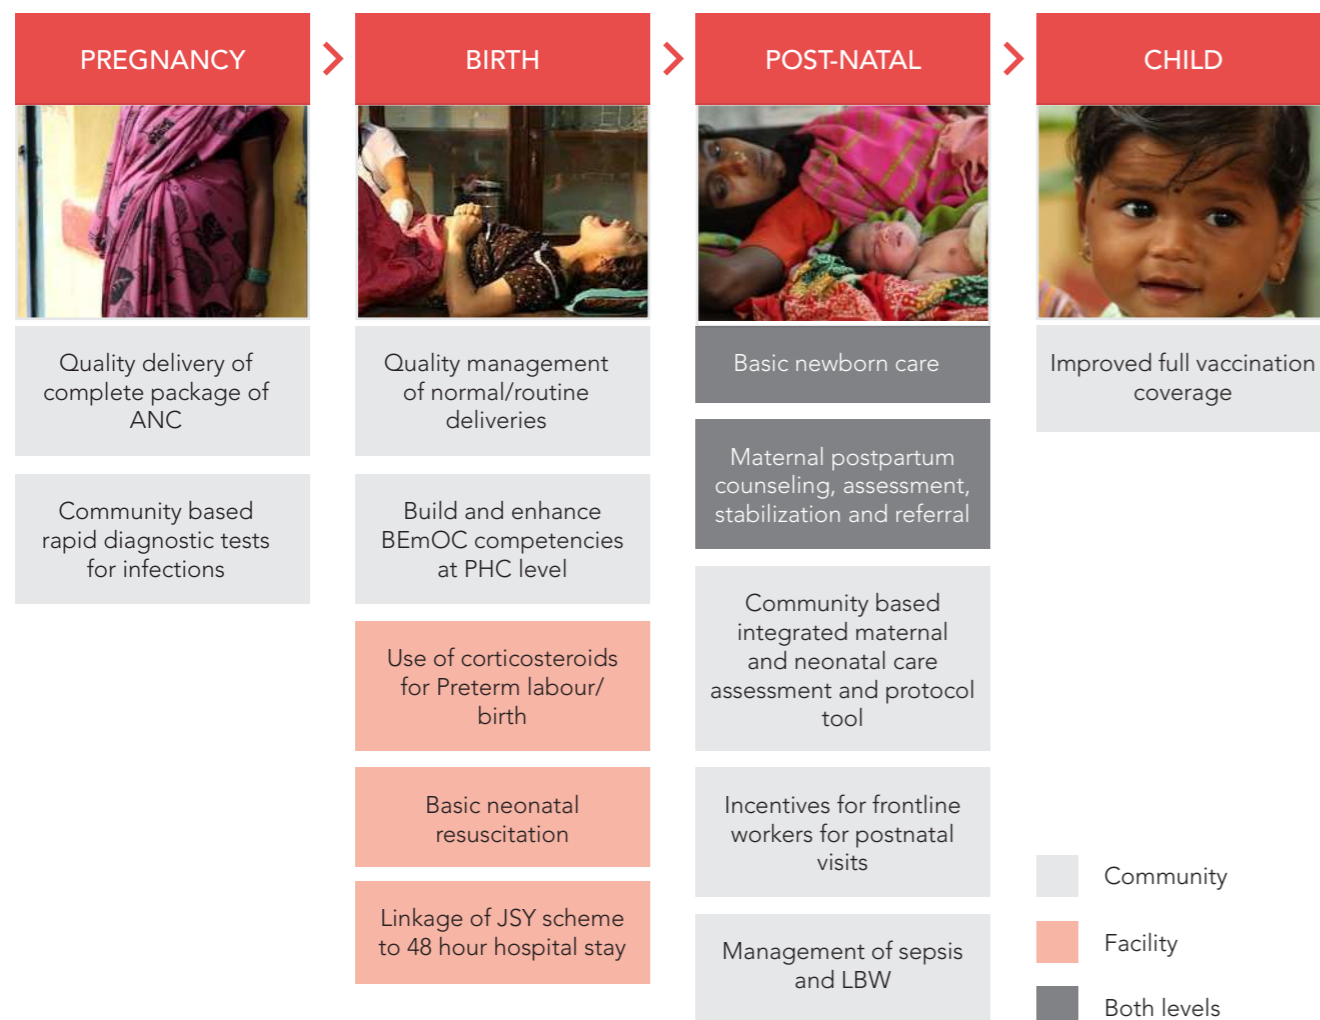 PREGNANCY
BIRTH
POST-NATAL
CHILD
Quality delivery of
complete package of
ANC
Community based
rapid diagnostic tests
for infections
Quality management
of normal/routine
deliveries
Build and enhance
BEmOC competencies
at PHC level
Use of corticosteroids
for Preterm labour/
birth
Basic neonatal
resuscitation
Linkage of JSY scheme
to 48 hour hospital stay
Basic newborn care
Maternal postpartum
counseling, assessment,
stabilization and referral
Community based
integrated maternal
and neonatal care
assessment and protocol
tool
Incentives for frontline
workers for postnatal
visits
Management of sepsis
and LBW
Improved full vaccination
coverage
Community
Facility
Both levels